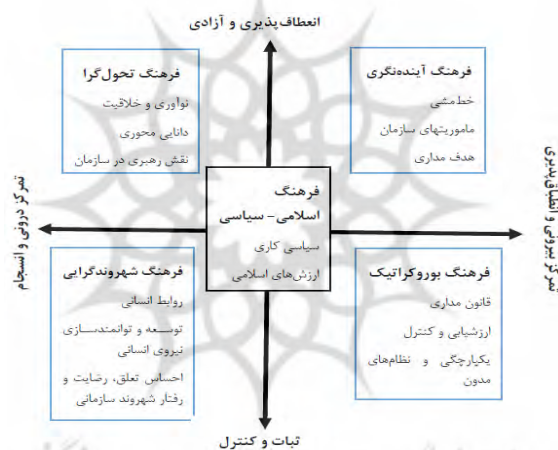 انعطاف‌پذیری و آزادی
فرهنگ آینده‌نگری
خط‌مشی
ماموریتهای سازمان
هدف مداری
فرهنگ تحول‌گرا
نوآوری و خلاقیت
دانایی محوری
نقش رهبری در سازمان
تمرکز بیرونی و انطباق‌پذیری
فرهنگ
اسلامی – سیاسی
سیاسی کاری
ارزش‌های اسلامی
تمرکز درونی و انسجام
فرهنگ بوروکراتیک
قانون مداری
ارزشیابی و کنترل
یکپارچگی و نظام‌های
مدون
فرهنگ شهروندگرایی
روابط انسانی
توسعه و توانمندسازی
نیروی انسانی
احساس تعلق، رضایت و
رفتار شهروند سازمانی
ثبات و کنترل